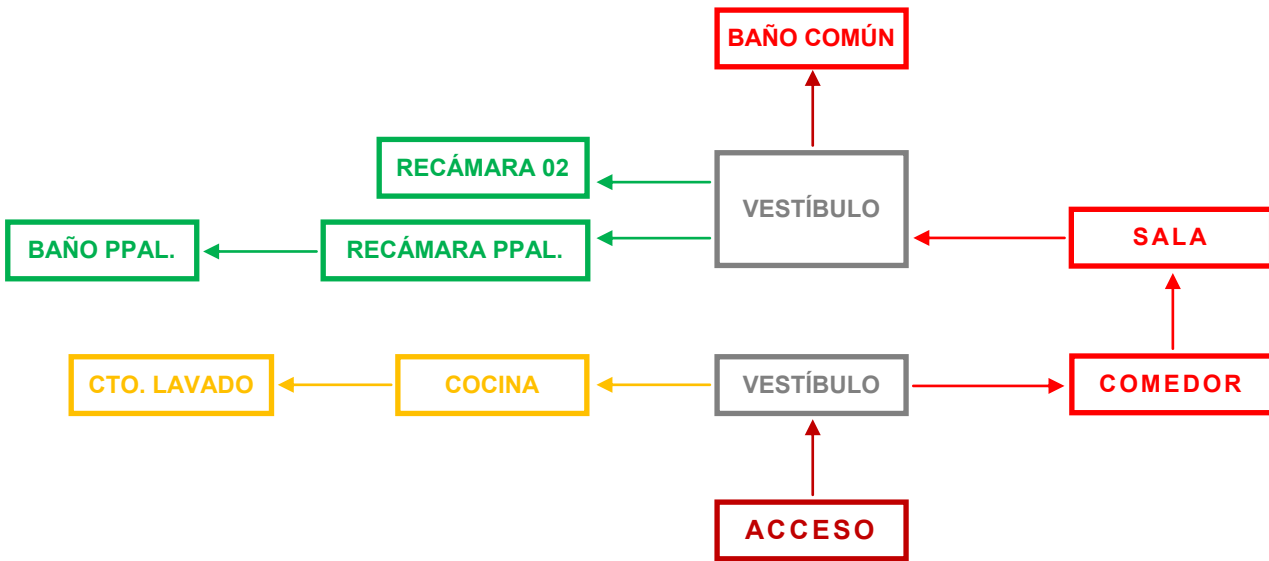 BAÑO COMÚN
RECÁMARA 02
VESTÍBULO
BAÑO PPAL.
RECÁMARA PPAL.
SALA
CTO. LAVADO
COCINA
VESTÍBULO
COMEDOR
ACCESO